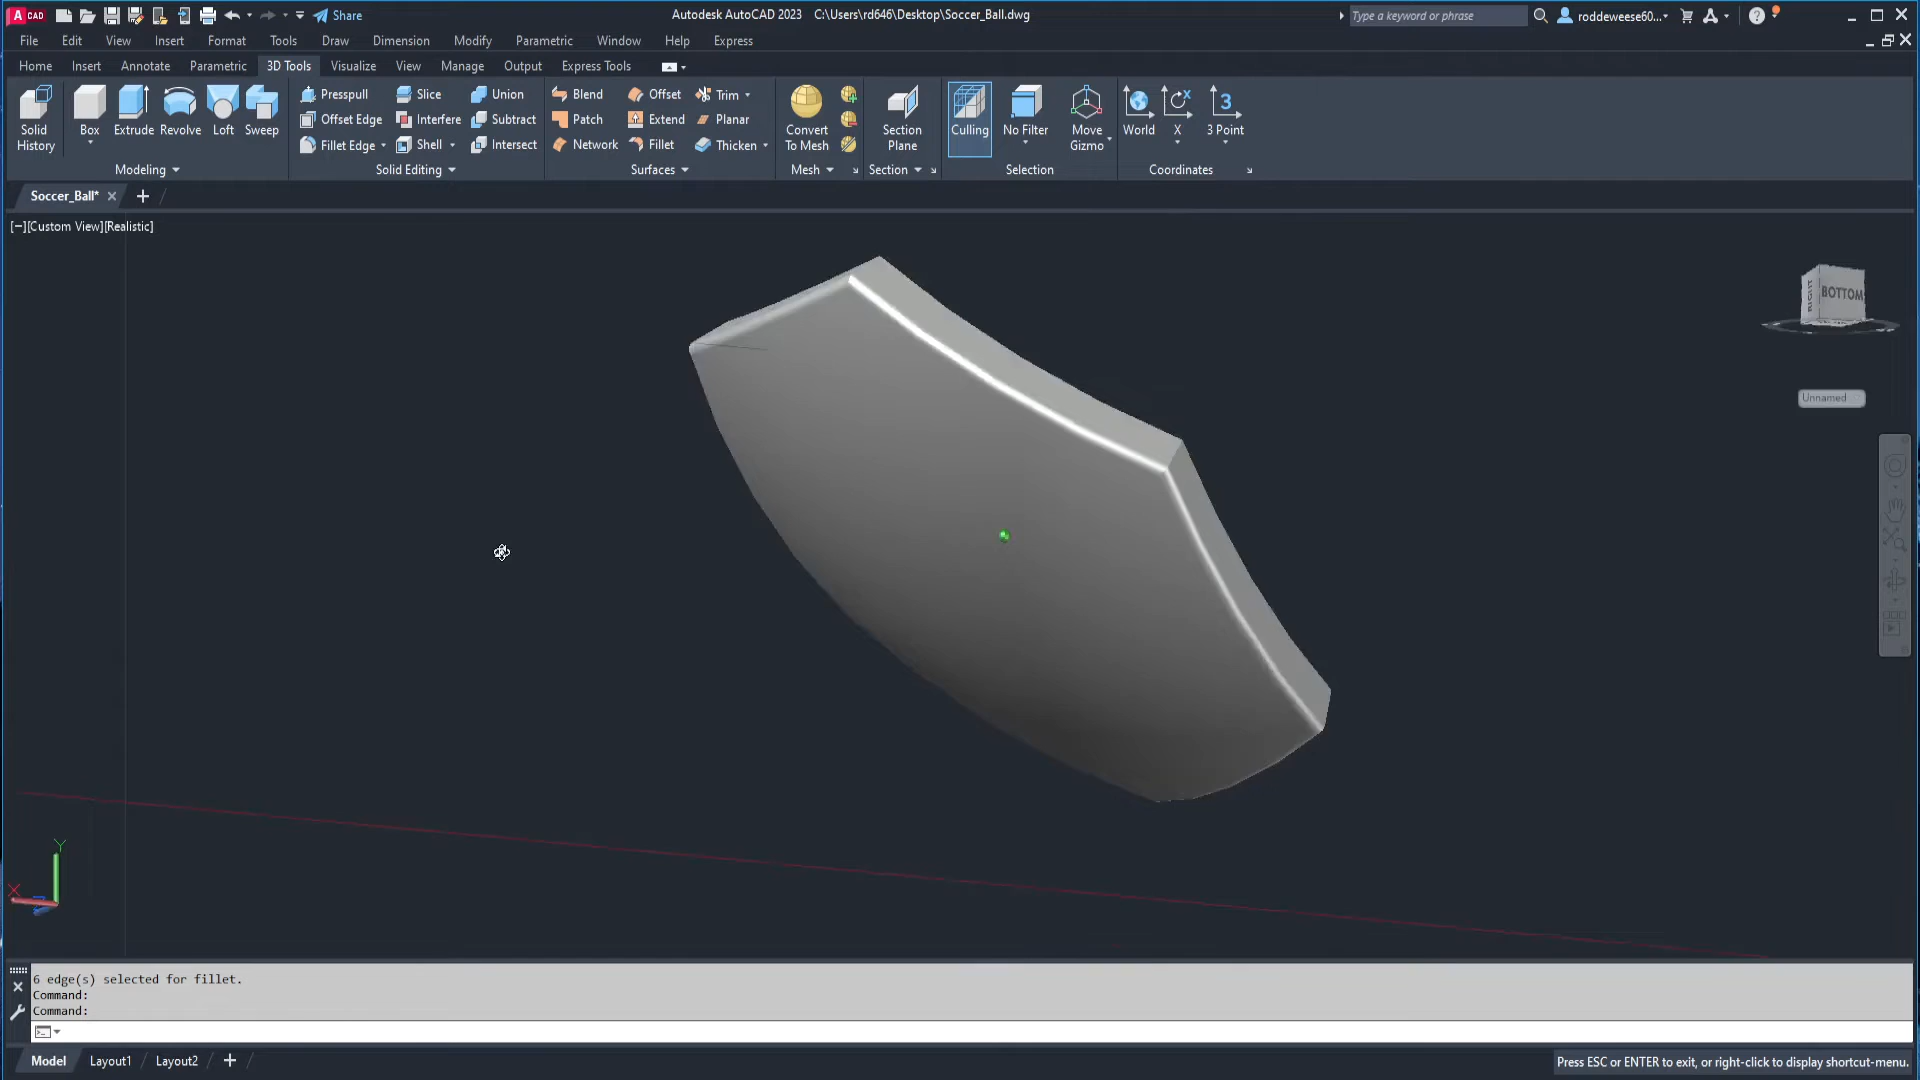 A CAD Share Autodesk AutoCAD 2023 C:\Users\rd646\Desktop\Soccer_Ball.dwg Type a keyword or phrase roddeweese60...
File Edit View Insert Format Tools Draw Dimension Modify Parametric Window Help Express
Home Insert Annotate Parametric 3D Tools Visualize View Manage Output Express Tools
Presspull Slice Union Blend Offset Trim
Offset Edge Interfere Subtract Patch Extend Planar
Fillet Edge Shell Intersect Network Fillet Thicken
Solid History Box Extrude Revolve Loft Sweep Convert To Mesh Section Plane Culling No Filter Move Gizmo World X 3 Point
Modeling Solid Editing Surfaces Mesh Section Selection Coordinates
Soccer_Ball*
[−][Custom View][Realistic]
RIGHT BOTTOM
Unnamed
Y
X
6 edge(s) selected for fillet.
Command:
Command:
Model Layout1 Layout2 Press ESC or ENTER to exit, or right-click to display shortcut-menu.